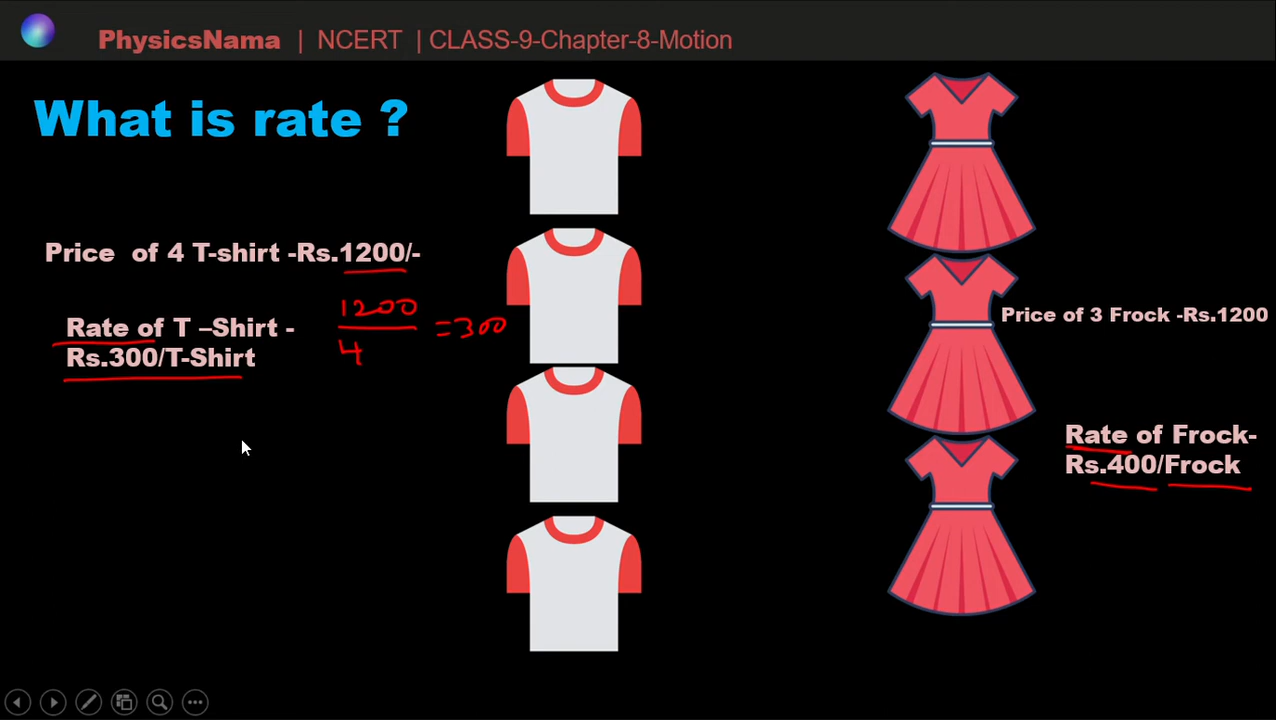 PhysicsNama | NCERT | CLASS-9-Chapter-8-Motion
What is rate ?
Price of 4 T-shirt -Rs.1200/-
Rate of T –Shirt -
Rs.300/T-Shirt
1200
4
=300
Price of 3 Frock -Rs.1200
Rate of Frock-
Rs.400/Frock